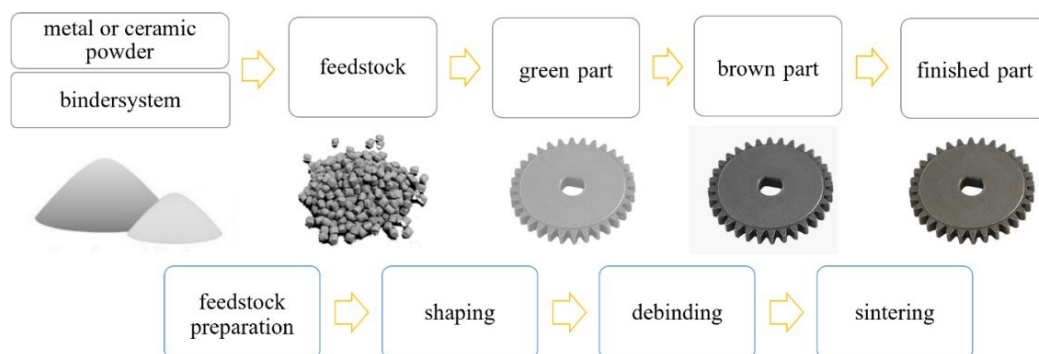 metal or ceramic
powder
bindersystem
feedstock
green part
brown part
finished part
feedstock
preparation
shaping
debinding
sintering